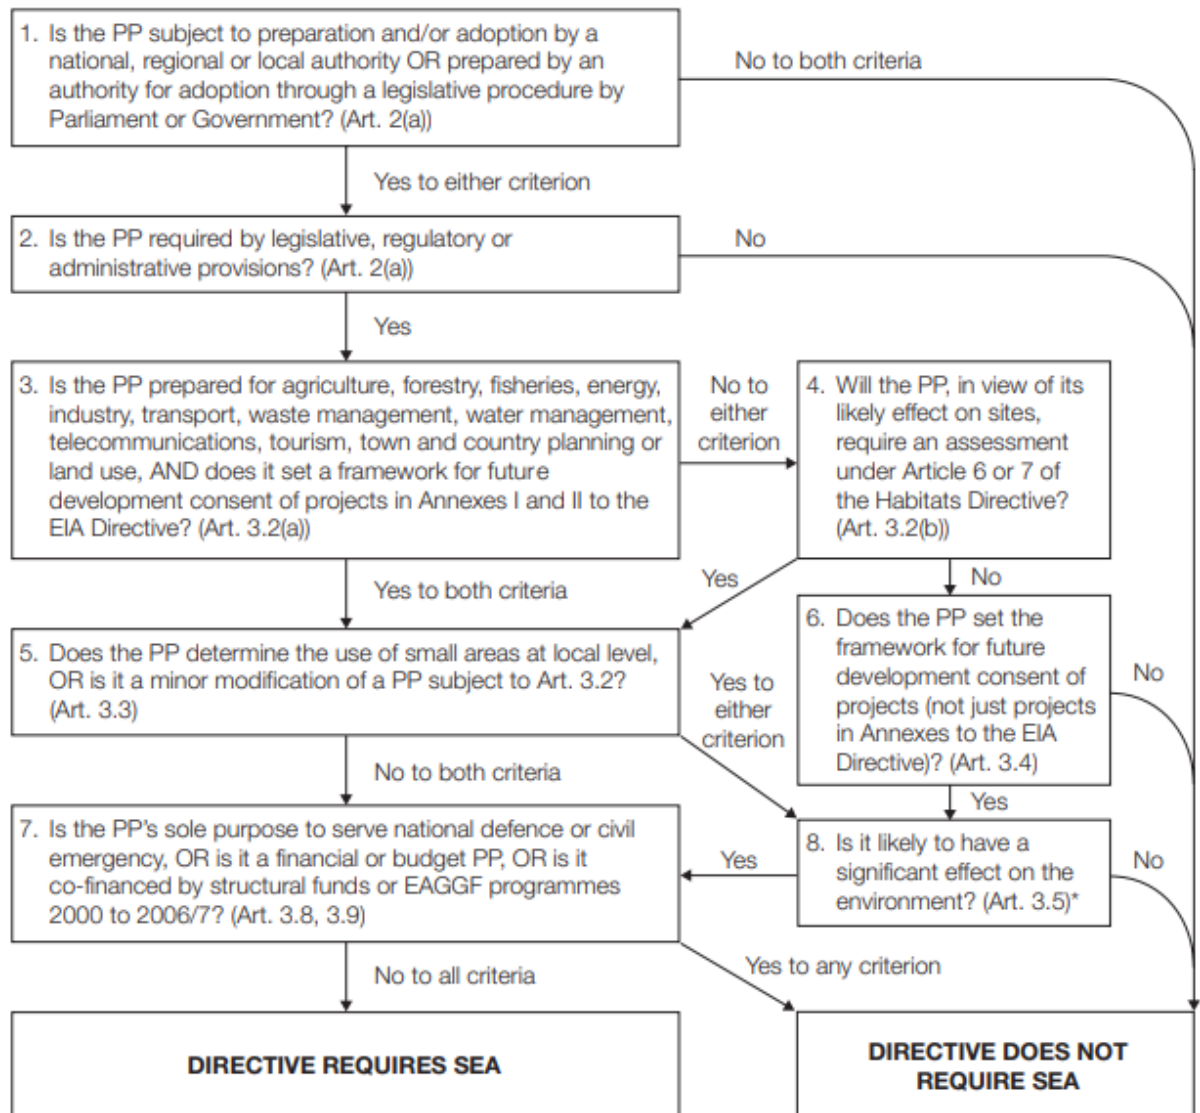 1. Is the PP subject to preparation and/or adoption by a
national, regional or local authority OR prepared by an
authority for adoption through a legislative procedure by
Parliament or Government? (Art. 2(a))
No to both criteria
Yes to either criterion
2. Is the PP required by legislative, regulatory or
administrative provisions? (Art. 2(a))
No
Yes
3. Is the PP prepared for agriculture, forestry, fisheries, energy,
industry, transport, waste management, water management,
telecommunications, tourism, town and country planning or
land use, AND does it set a framework for future
development consent of projects in Annexes I and II to the
EIA Directive? (Art. 3.2(a))
No to
either
criterion
4. Will the PP, in view of its
likely effect on sites,
require an assessment
under Article 6 or 7 of
the Habitats Directive?
(Art. 3.2(b))
Yes to both criteria
Yes
No
5. Does the PP determine the use of small areas at local level,
OR is it a minor modification of a PP subject to Art. 3.2?
(Art. 3.3)
Yes to
either
criterion
6. Does the PP set the
framework for future
development consent of
projects (not just projects
in Annexes to the EIA
Directive)? (Art. 3.4)
No
No to both criteria
Yes
7. Is the PP's sole purpose to serve national defence or civil
emergency, OR is it a financial or budget PP, OR is it
co-financed by structural funds or EAGGF programmes
2000 to 2006/7? (Art. 3.8, 3.9)
Yes
8. Is it likely to have a
significant effect on the
environment? (Art. 3.5)*
No
No to all criteria
Yes to any criterion
DIRECTIVE REQUIRES SEA
DIRECTIVE DOES NOT
REQUIRE SEA